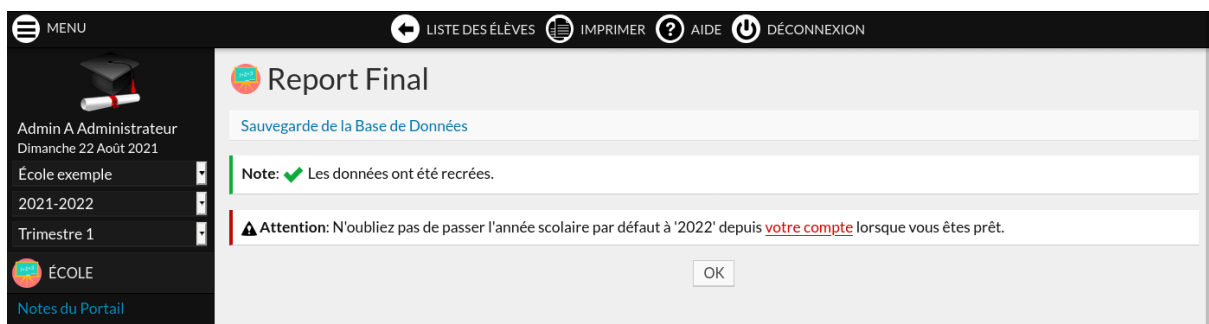 MENU
LISTE DES ÉLÈVES IMPRIMER AIDE DÉCONNEXION
Admin A Administrateur
Dimanche 22 Août 2021
École exemple
2021-2022
Trimestre 1
ÉCOLE
Notes du Portail
Report Final
Sauvegarde de la Base de Données
Note: Les données ont été recrées.
Attention: N'oubliez pas de passer l'année scolaire par défaut à '2022' depuis votre compte lorsque vous êtes prêt.
OK